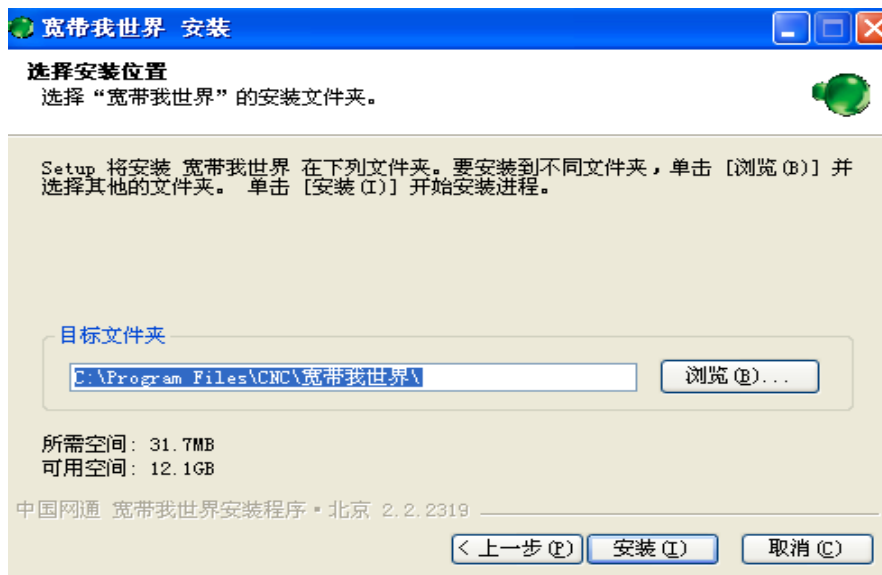 宽带我世界 安装
选择安装位置
选择“宽带我世界”的安装文件夹。
Setup 将安装 宽带我世界 在下列文件夹。要安装到不同文件夹，单击 [浏览(B)] 并
选择其他的文件夹。 单击 [安装(I)] 开始安装进程。
目标文件夹
C:\Program Files\CNC\宽带我世界\
浏览(B)...
所需空间: 31.7MB
可用空间: 12.1GB
中国网通 宽带我世界安装程序·北京 2.2.2319
< 上一步(P) 安装(I) 取消(C)